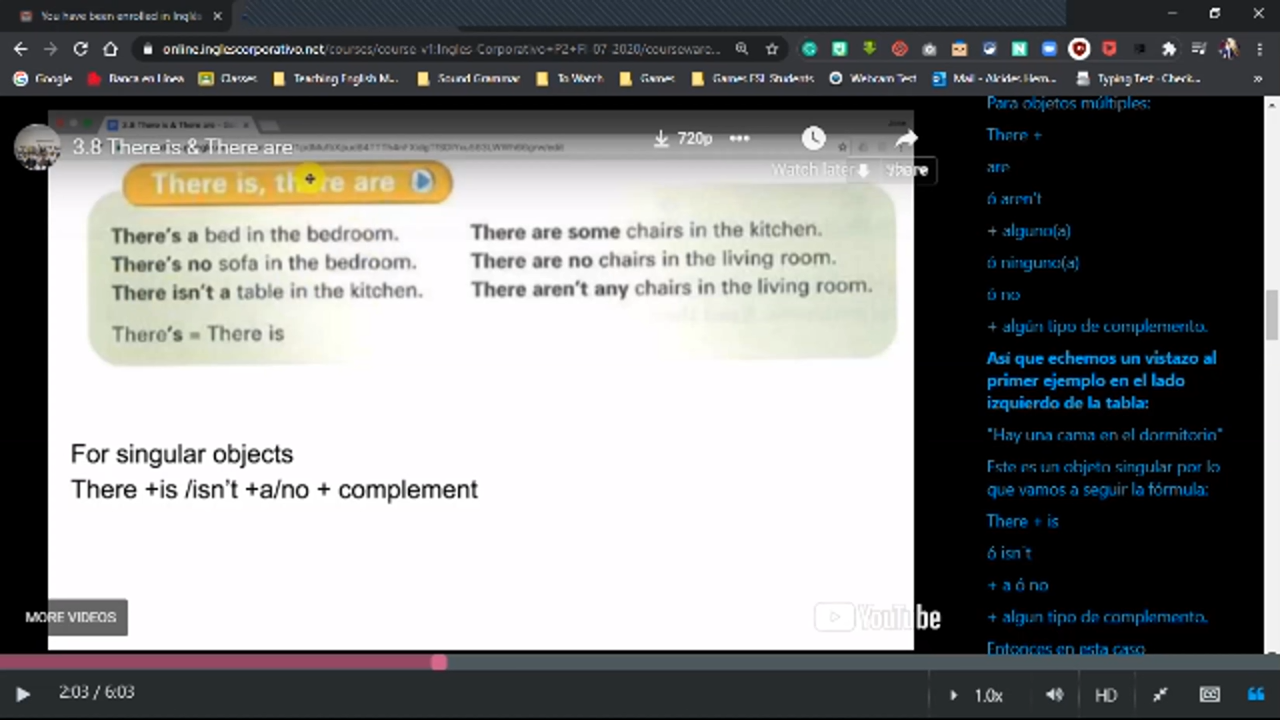 You have been enrolled in Inglés
online.inglescorporativo.net/courses/course-v1:Ingles-Corporativo+P2+FI-07-2020/courseware...
Google
Banca en Línea
Classes
Teaching English M...
Sound Grammar
To Watch
Games
Games ESL Students
Webcam Test
Mail - Alcides Hern...
Typing Test - Check...
»
3.8 There is & There are
720p
Watch later
Share
There is, there are
There's a bed in the bedroom.
There's no sofa in the bedroom.
There isn't a table in the kitchen.
There's = There is
There are some chairs in the kitchen.
There are no chairs in the living room.
There aren't any chairs in the living room.
For singular objects
There +is /isn't +a/no + complement
MORE VIDEOS
YouTube
Para objetos múltiples:
There +
are
ó aren't
+ alguno(a)
ó ninguno(a)
ó no
+ algún tipo de complemento.
Así que echemos un vistazo al
primer ejemplo en el lado
izquierdo de la tabla:
"Hay una cama en el dormitorio"
Este es un objeto singular por lo
que vamos a seguir la fórmula:
There + is
ó isn´t
+ a ó no
+ algun tipo de complemento.
Entonces en esta caso
2:03 / 6:03
1.0x
HD